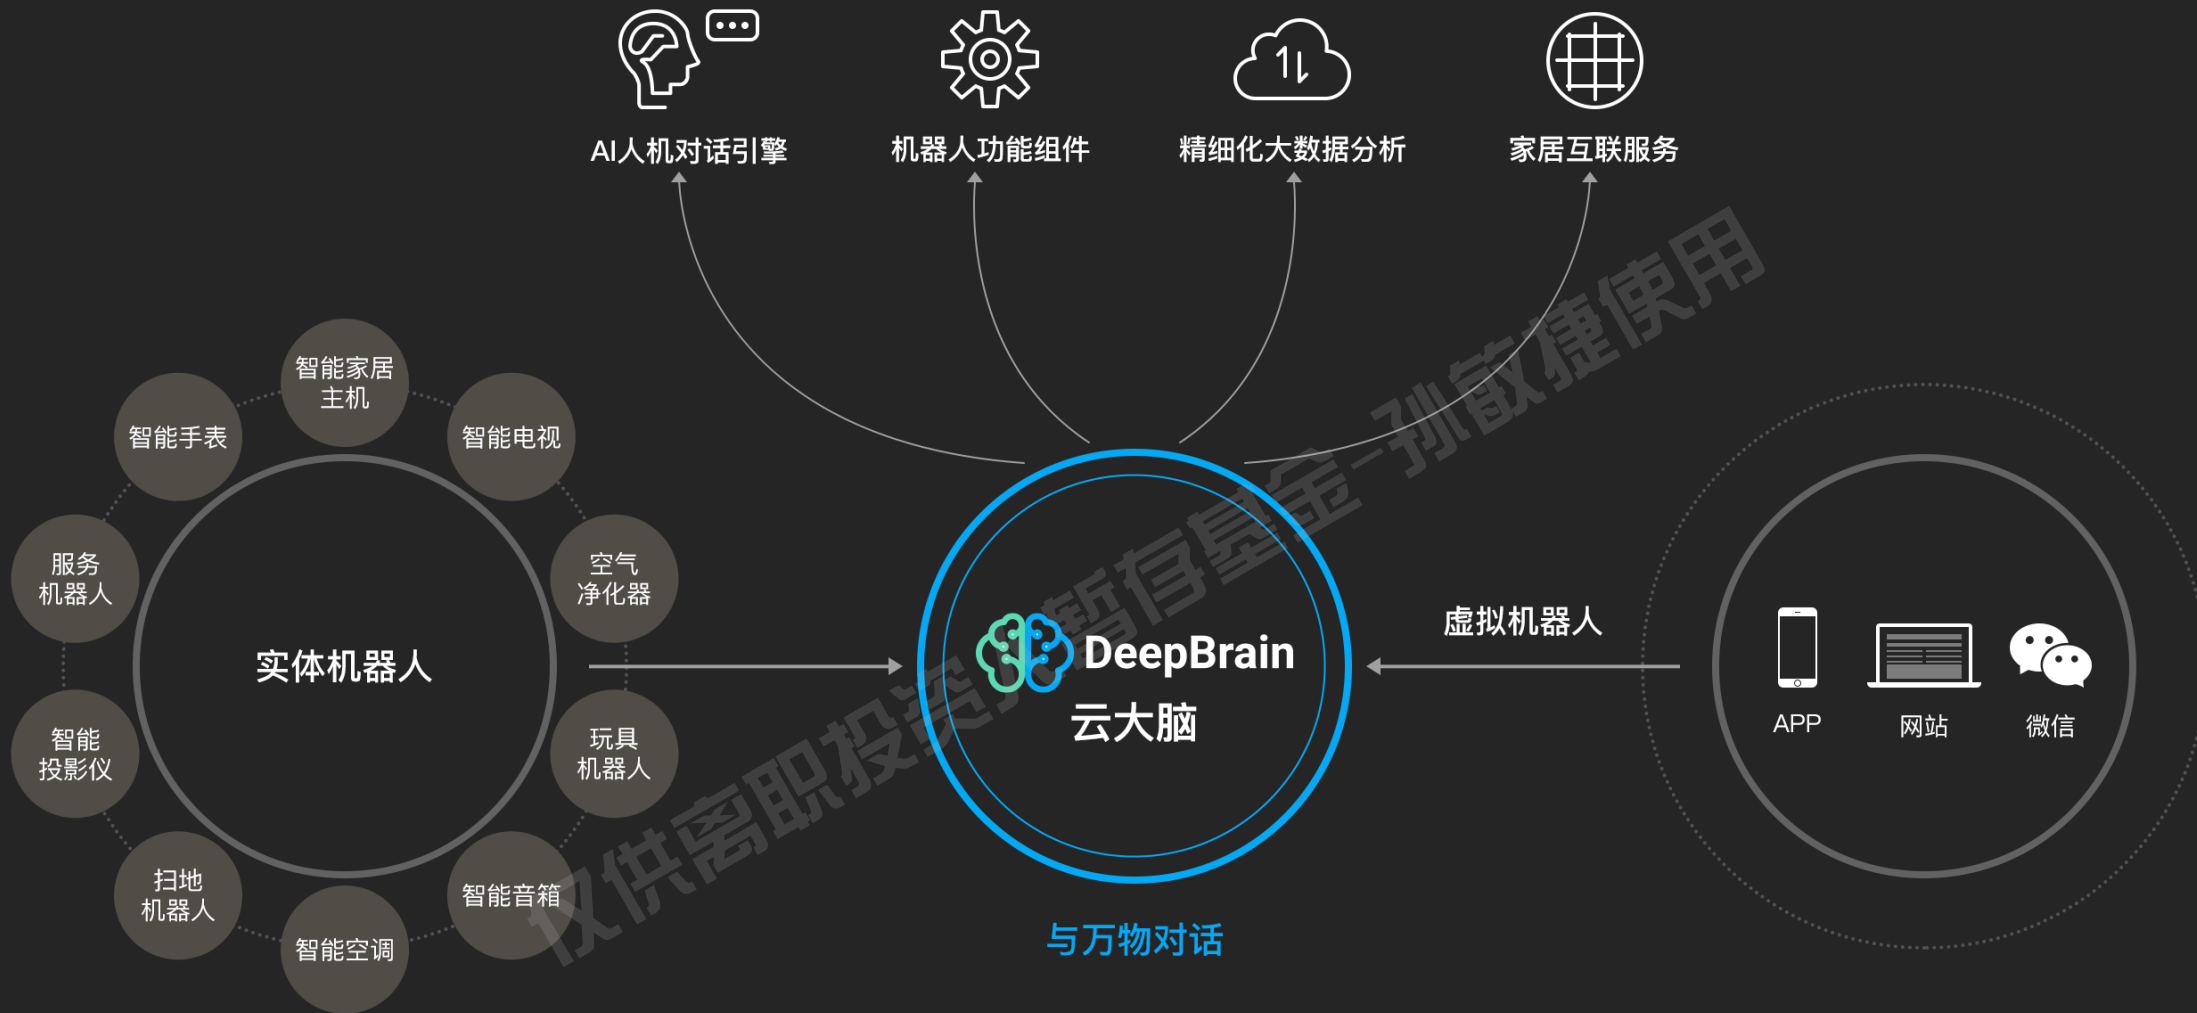 AI人机对话引擎
机器人功能组件
精细化大数据分析
家居互联服务
智能家居
主机
智能手表
智能电视
服务
机器人
空气
净化器
实体机器人
智能
投影仪
玩具
机器人
扫地
机器人
智能音箱
智能空调
DeepBrain
云大脑
与万物对话
虚拟机器人
APP
网站
微信
仅供离职投资人暂存基金-孙敏捷使用